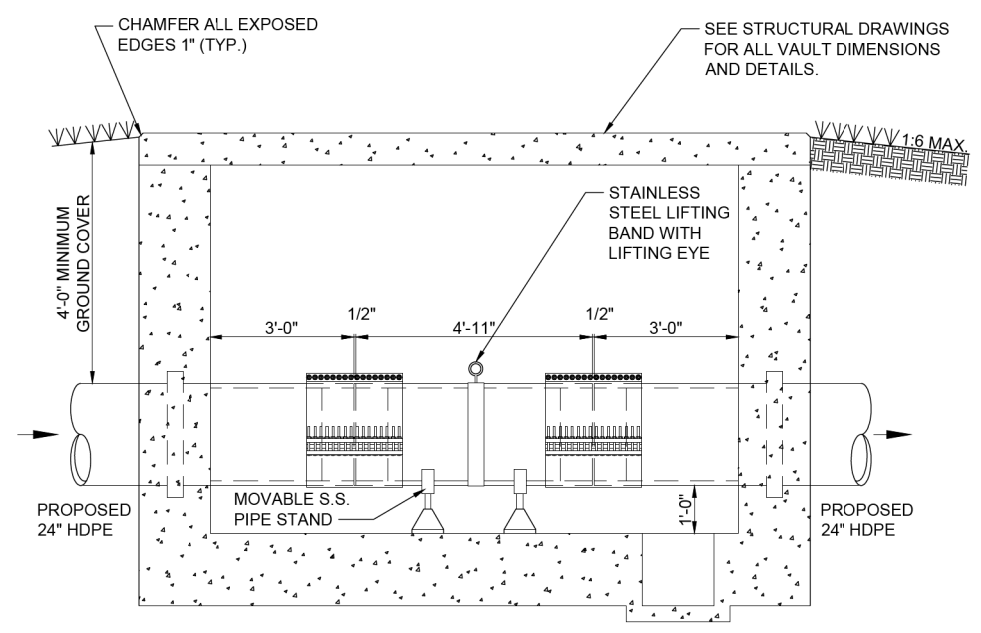 CHAMFER ALL EXPOSED
EDGES 1" (TYP.)
SEE STRUCTURAL DRAWINGS
FOR ALL VAULT DIMENSIONS
AND DETAILS.
1:6 MAX.
4'-0" MINIMUM
GROUND COVER
STAINLESS
STEEL LIFTING
BAND WITH
LIFTING EYE
3'-0"
1/2"
4'-11"
1/2"
3'-0"
MOVABLE S.S.
PIPE STAND
1'-0"
PROPOSED
24" HDPE
PROPOSED
24" HDPE